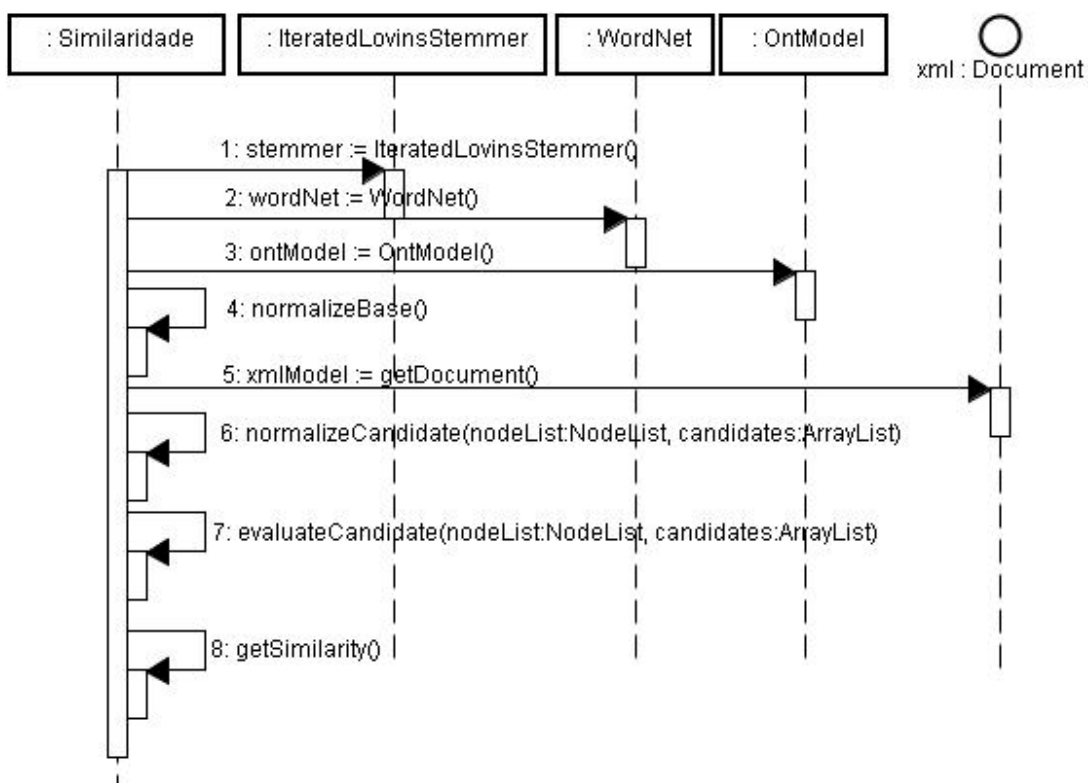 : Similaridade
: IteratedLovinsStemmer
: WordNet
: OntModel
xml : Document
1: stemmer := IteratedLovinsStemmer()
2: wordNet := WordNet()
3: ontModel := OntModel()
4: normalizeBase()
5: xmlModel := getDocument()
6: normalizeCandidate(nodeList:NodeList, candidates:ArrayList)
7: evaluateCandidate(nodeList:NodeList, candidates:ArrayList)
8: getSimilarity()